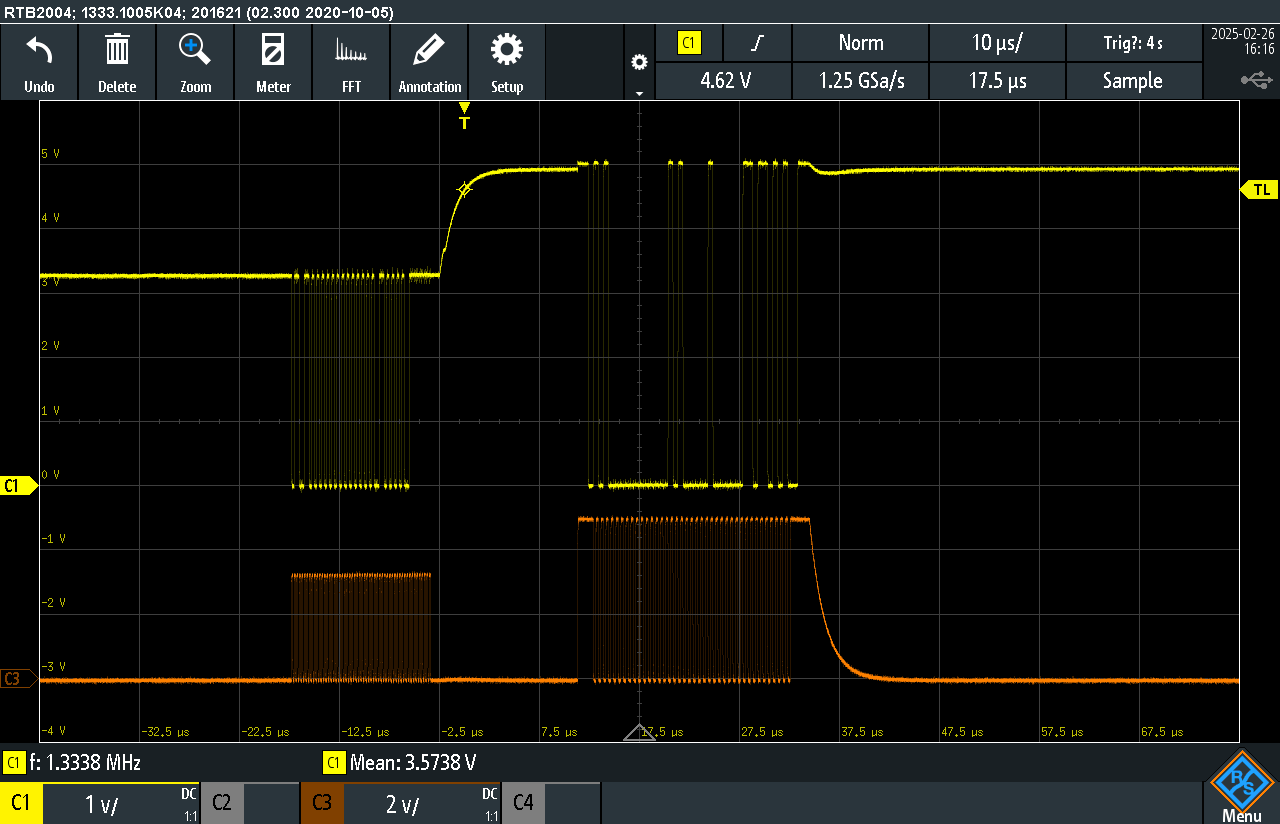 RTB2004; 1333.1005K04; 201621 (02.300 2020-10-05)
Undo
Delete
Zoom
Meter
FFT
Annotation
Setup
C1
Norm
10 µs/
Trig?: 4 s
4.62 V
1.25 GSa/s
17.5 µs
Sample
2025-02-26
16:16
T
5 V
4 V
3 V
2 V
1 V
0 V
-1 V
-2 V
-3 V
-4 V
TL
C1
C3
-32.5 µs
-22.5 µs
-12.5 µs
-2.5 µs
7.5 µs
17.5 µs
27.5 µs
37.5 µs
47.5 µs
57.5 µs
67.5 µs
C1 f: 1.3338 MHz
C1 Mean: 3.5738 V
C1
1 V/
DC
1:1
C2
C3
2 V/
DC
1:1
C4
R S
Menu